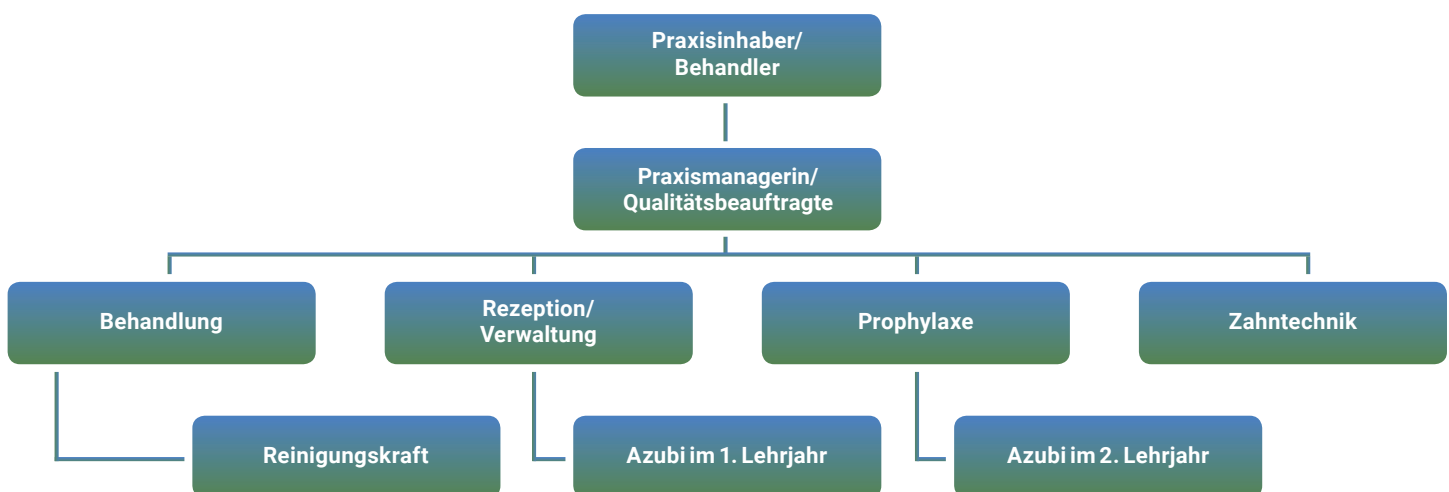 Praxisinhaber/
Behandler
Praxismanagerin/
Qualitätsbeauftragte
Behandlung
Rezeption/
Verwaltung
Prophylaxe
Zahntechnik
Reinigungskraft
Azubi im 1. Lehrjahr
Azubi im 2. Lehrjahr